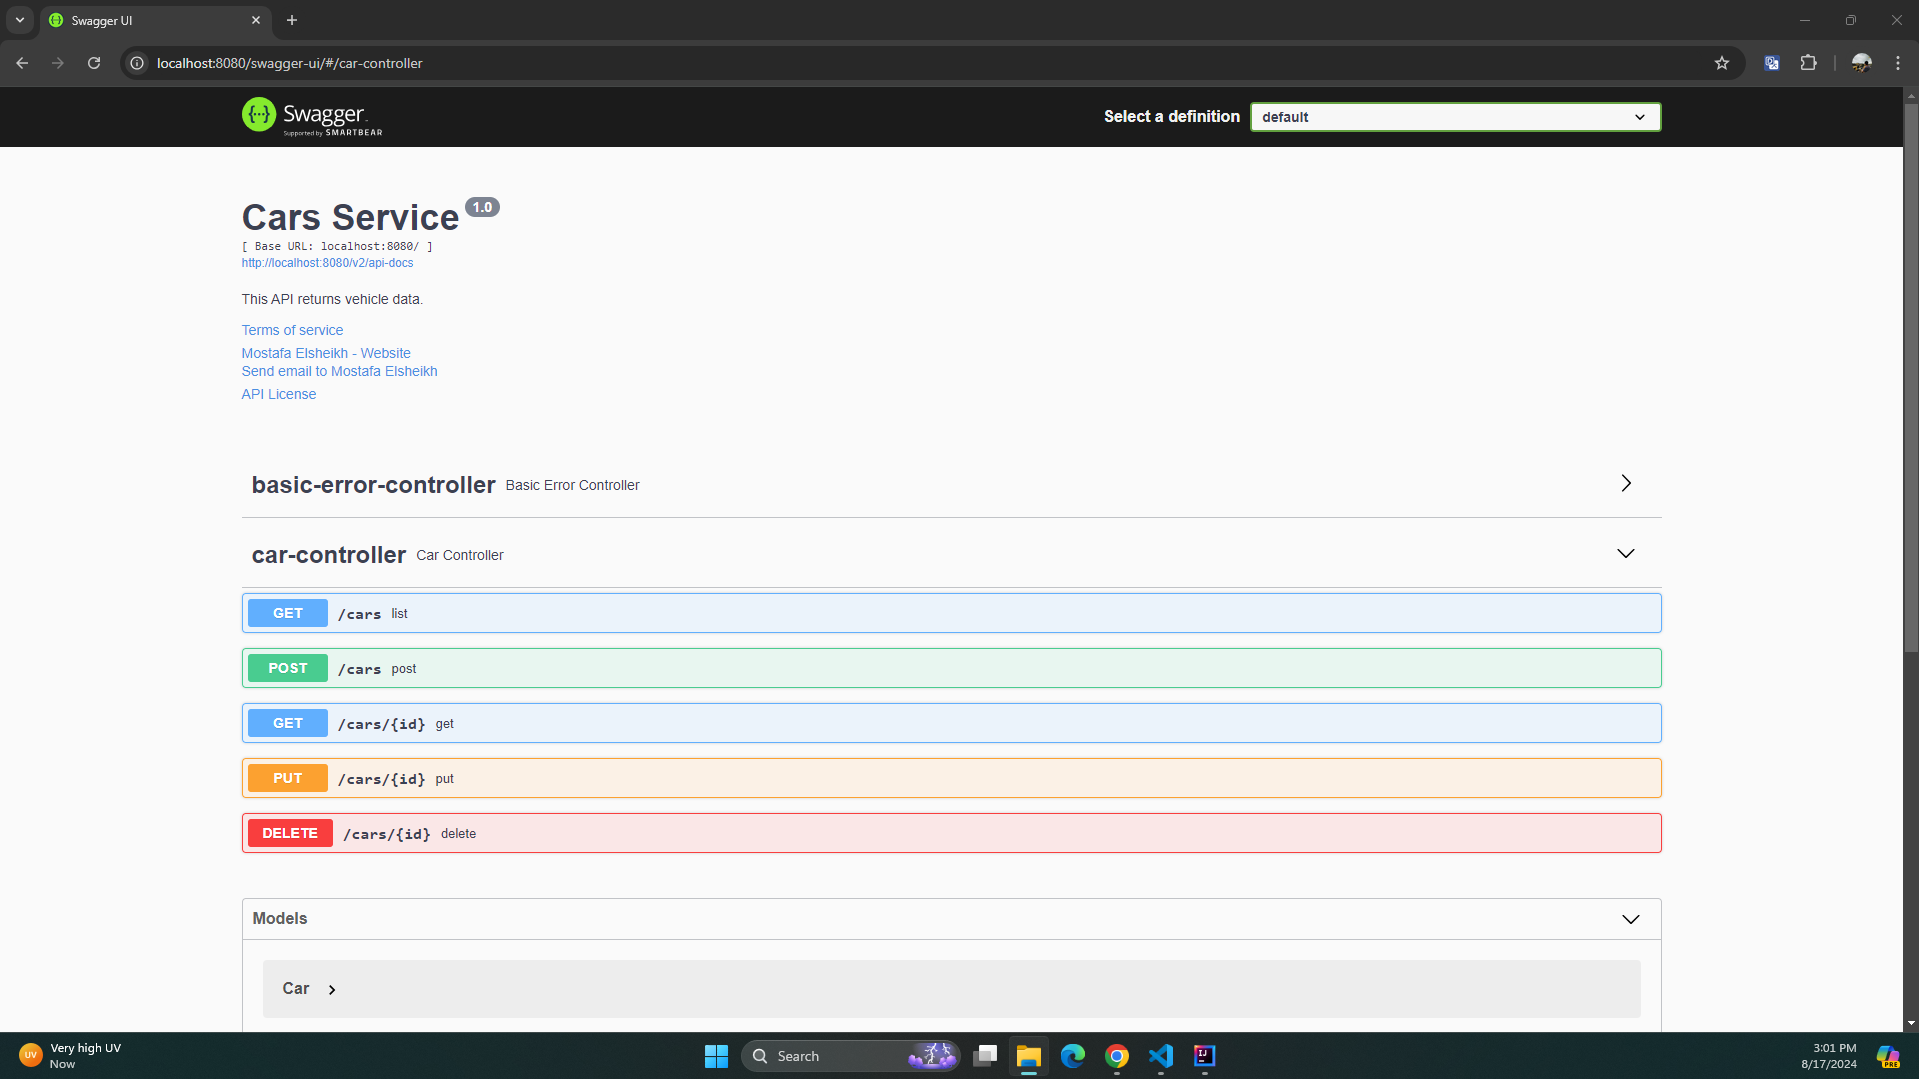 Swagger UI
localhost:8080/swagger-ui/#/car-controller
Swagger
Supported by SMARTBEAR
Select a definition
default
Cars Service 1.0
[ Base URL: localhost:8080/ ]
http://localhost:8080/v2/api-docs
This API returns vehicle data.
Terms of service
Mostafa Elsheikh - Website
Send email to Mostafa Elsheikh
API License
basic-error-controller Basic Error Controller
car-controller Car Controller
GET /cars list
POST /cars post
GET /cars/{id} get
PUT /cars/{id} put
DELETE /cars/{id} delete
Models
Car
UV
Very high UV
Now
Search
IJ
PRE
3:01 PM
8/17/2024